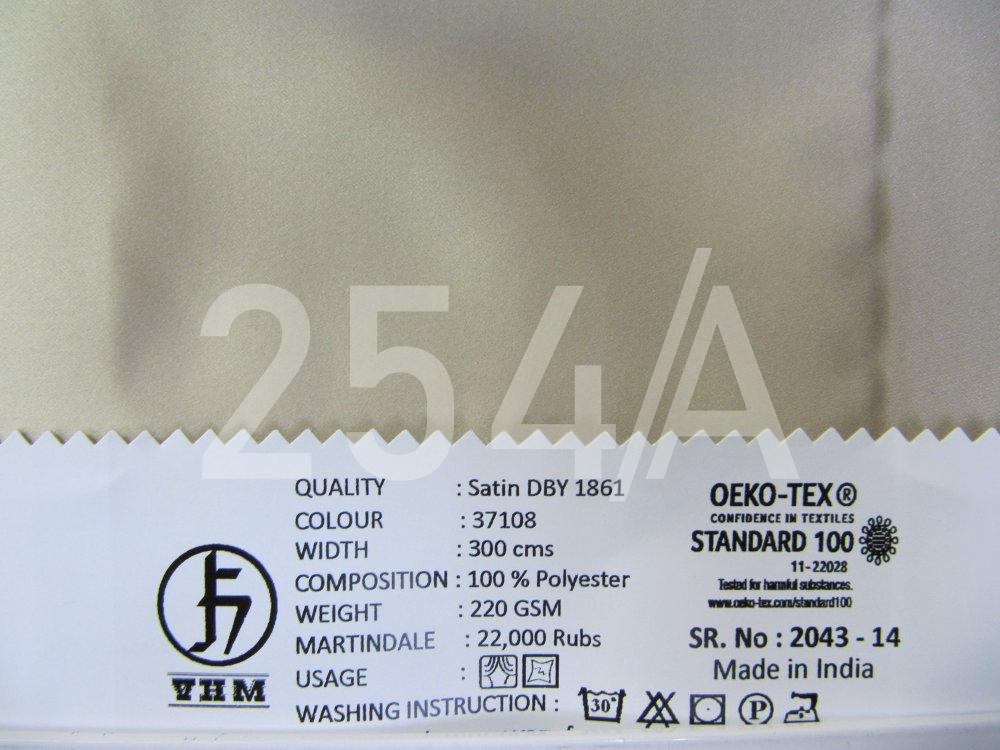 254/A
QUALITY : Satin DBY 1861
COLOUR : 37108
WIDTH : 300 cms
COMPOSITION : 100 % Polyester
WEIGHT : 220 GSM
MARTINDALE : 22,000 Rubs
USAGE :
WASHING INSTRUCTION : 30° P
VHM
OEKO-TEX®
CONFIDENCE IN TEXTILES
STANDARD 100
11-22028
Tested for harmful substances.
www.oeko-tex.com/standard100
SR. No : 2043 - 14
Made in India